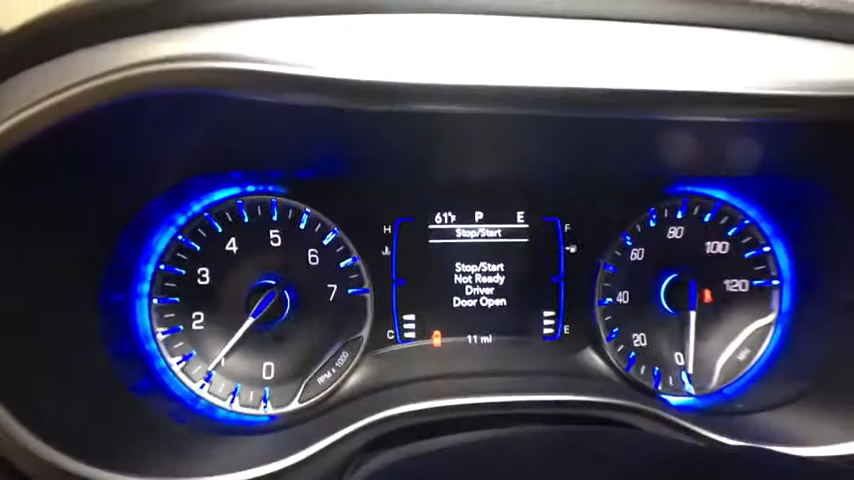 61°F P E
Stop/Start
Stop/Start
Not Ready
Driver
Door Open
11 mi
H
C
F
E
0
1
2
3
4
5
6
7
RPM x 1000
0
20
40
60
80
100
120
MPH